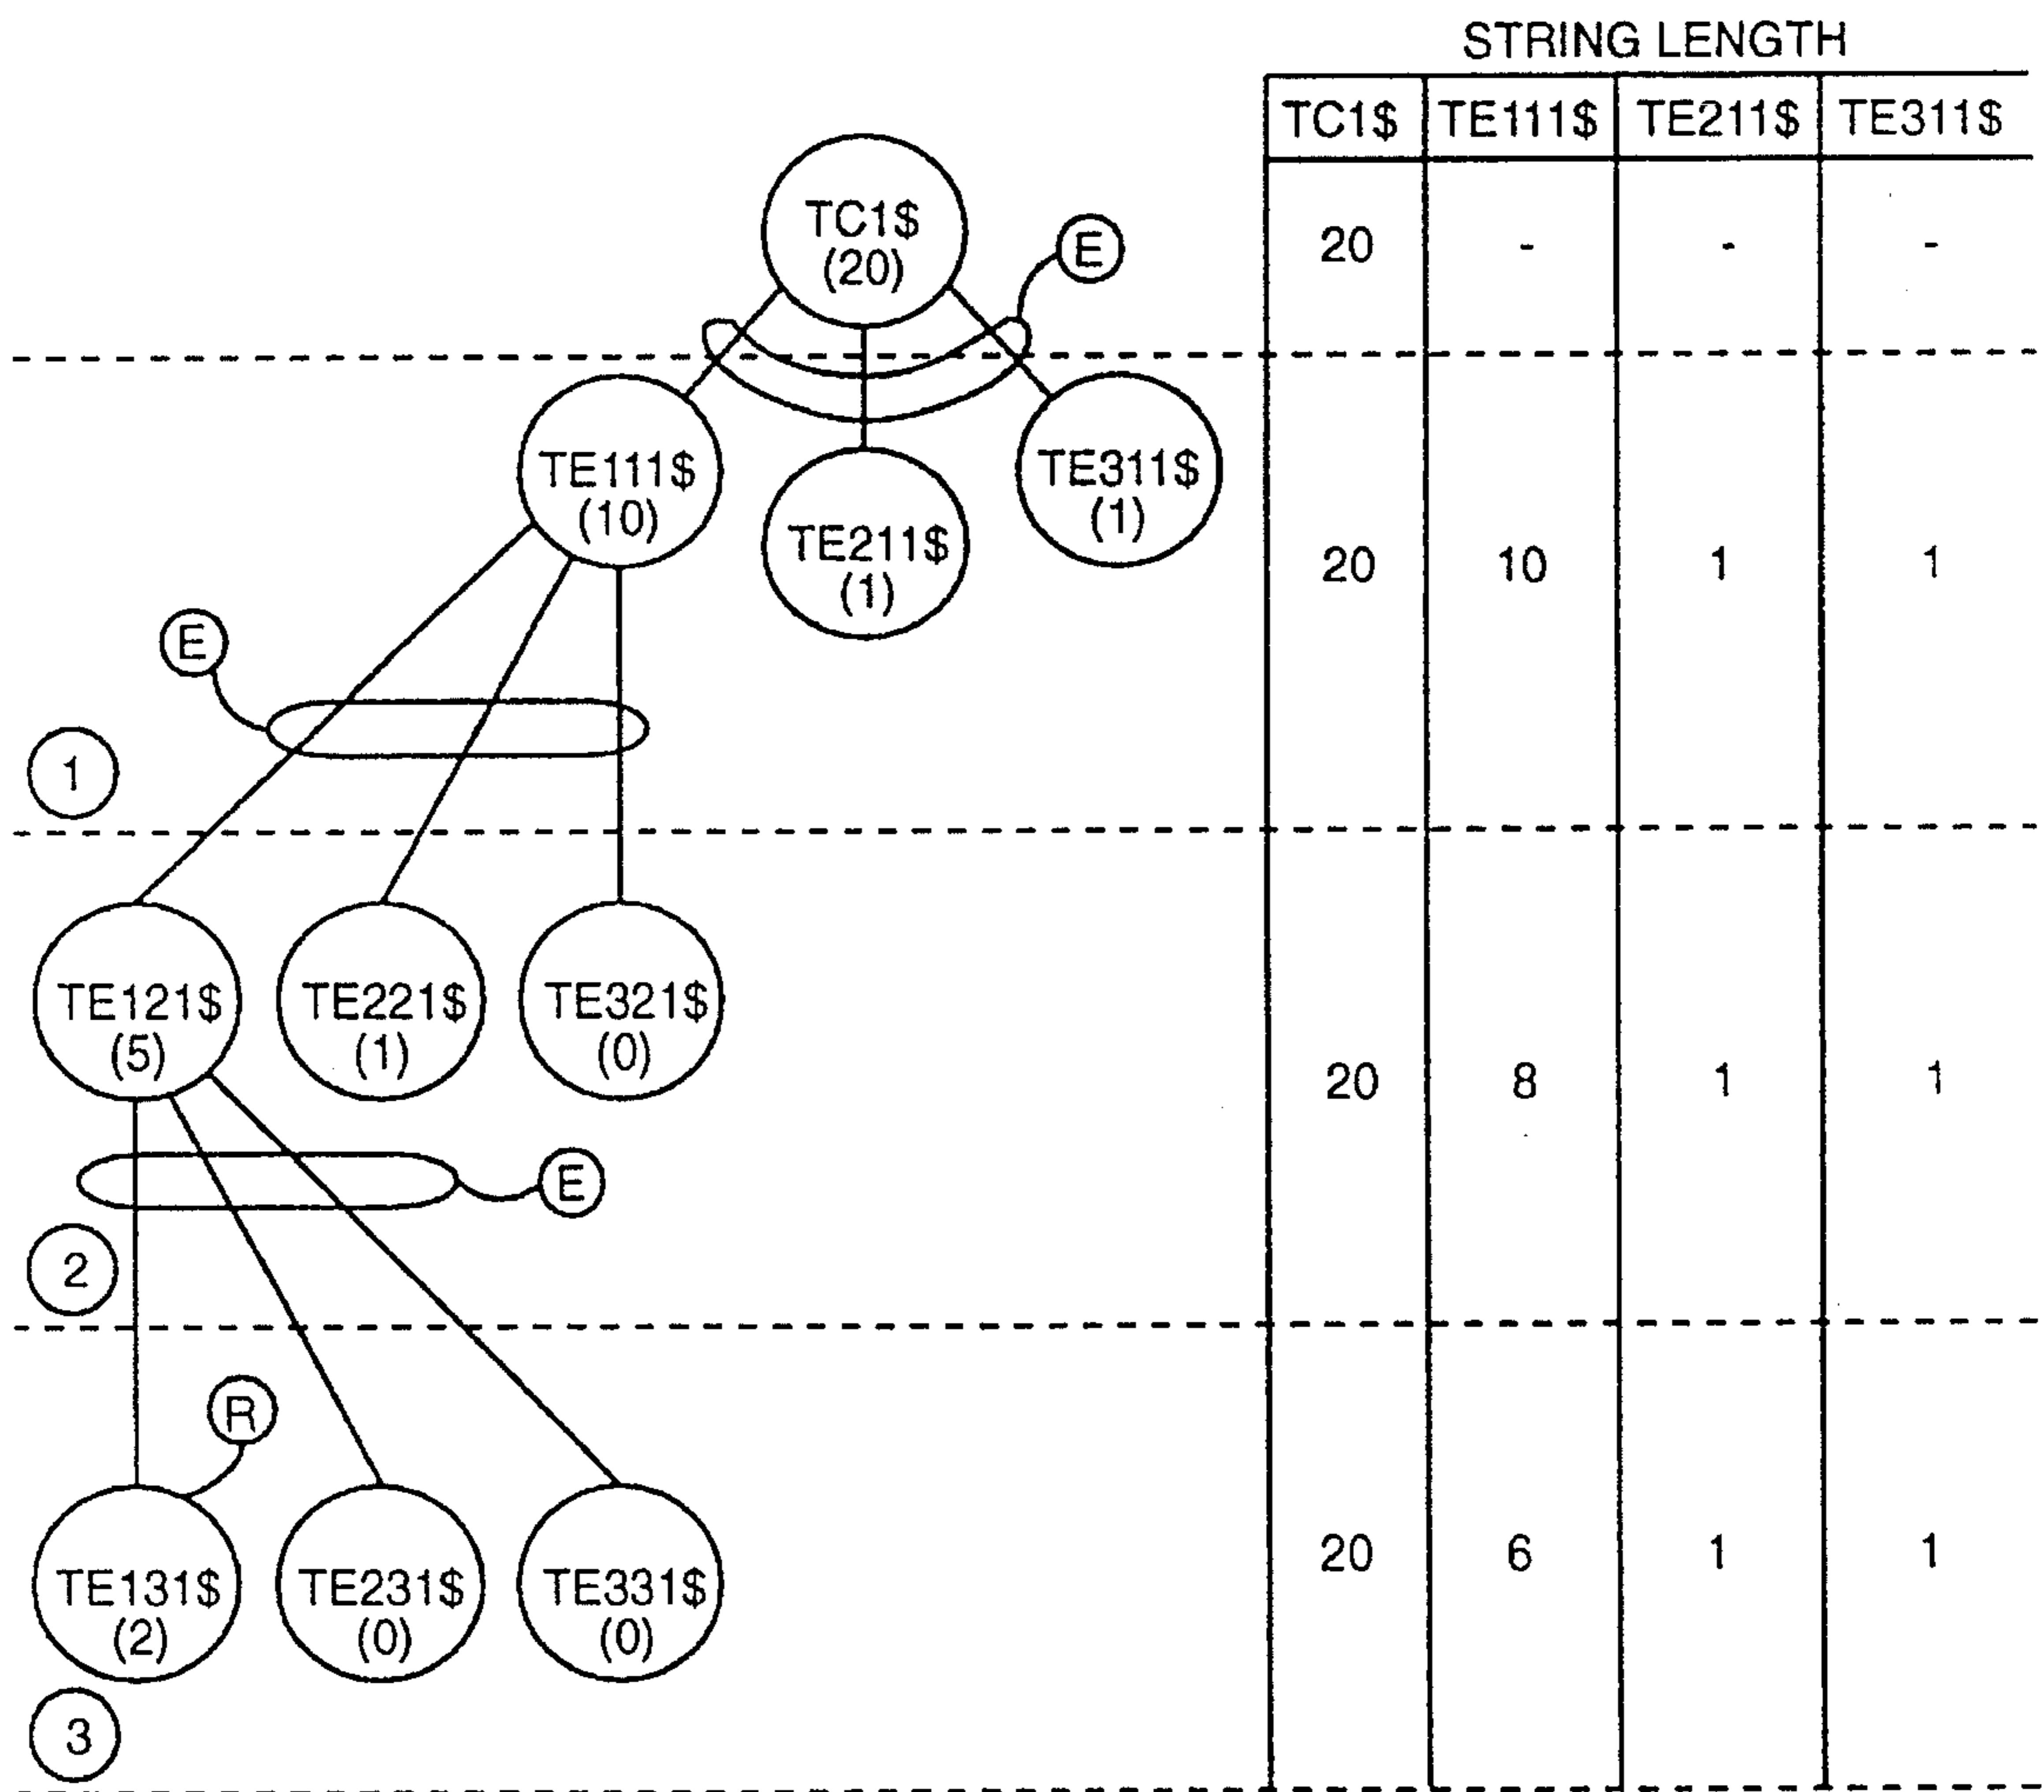 STRING LENGTH
TC1$ TE111$ TE211$ TE311$
TC1$
(20)
E
20 - - -
TE111$
(10)
TE211$
(1)
TE311$
(1)
20 10 1 1
E
1
TE121$
(5)
TE221$
(1)
TE321$
(0)
20 8 1 1
E
2
R
TE131$
(2)
TE231$
(0)
TE331$
(0)
20 6 1 1
3